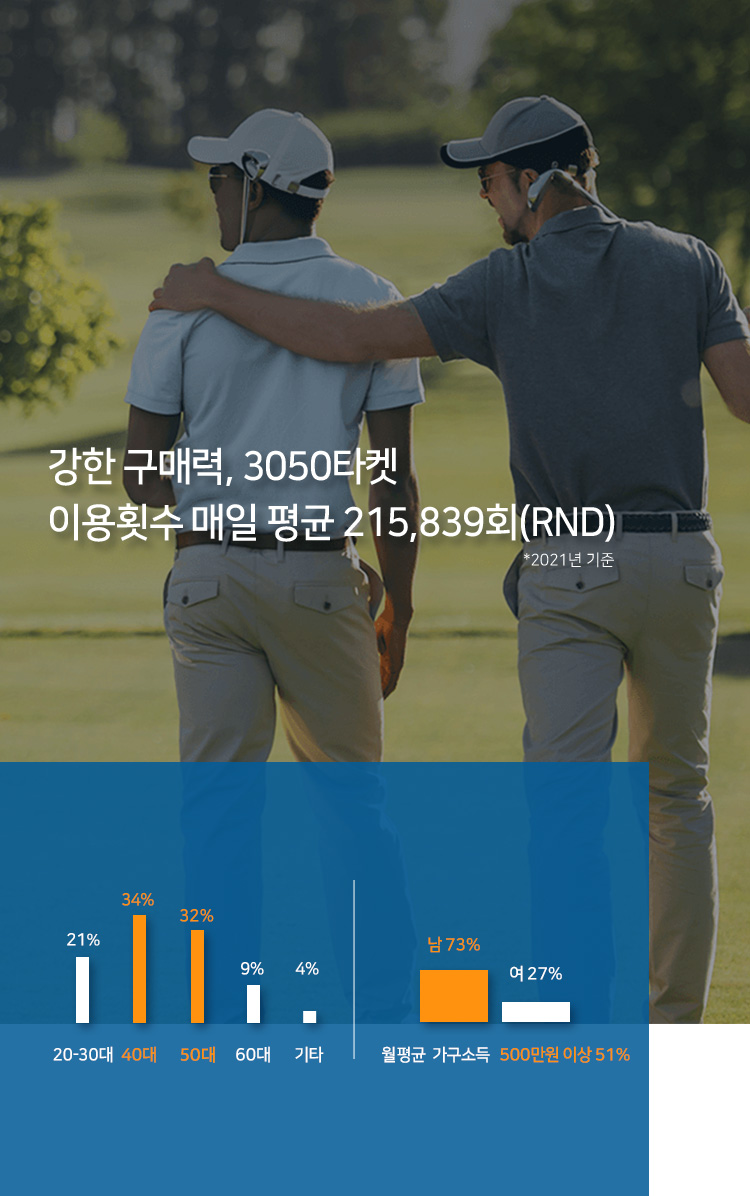 강한 구매력, 3050타켓
이용횟수 매일 평균 215,839회(RND)
*2021년 기준
21%
34%
32%
9%
4%
20-30대
40대
50대
60대
기타
남 73%
여 27%
월평균 가구소득 500만원 이상 51%